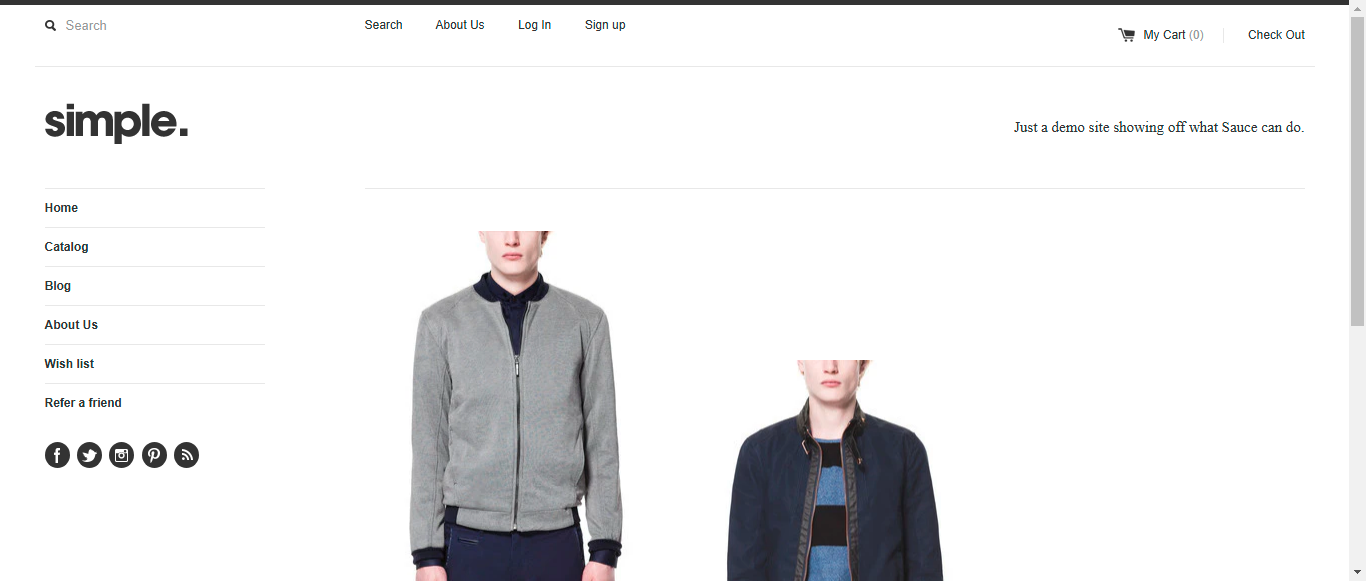 Search
Search About Us Log In Sign up
My Cart (0) Check Out
simple.
Just a demo site showing off what Sauce can do.
Home
Catalog
Blog
About Us
Wish list
Refer a friend